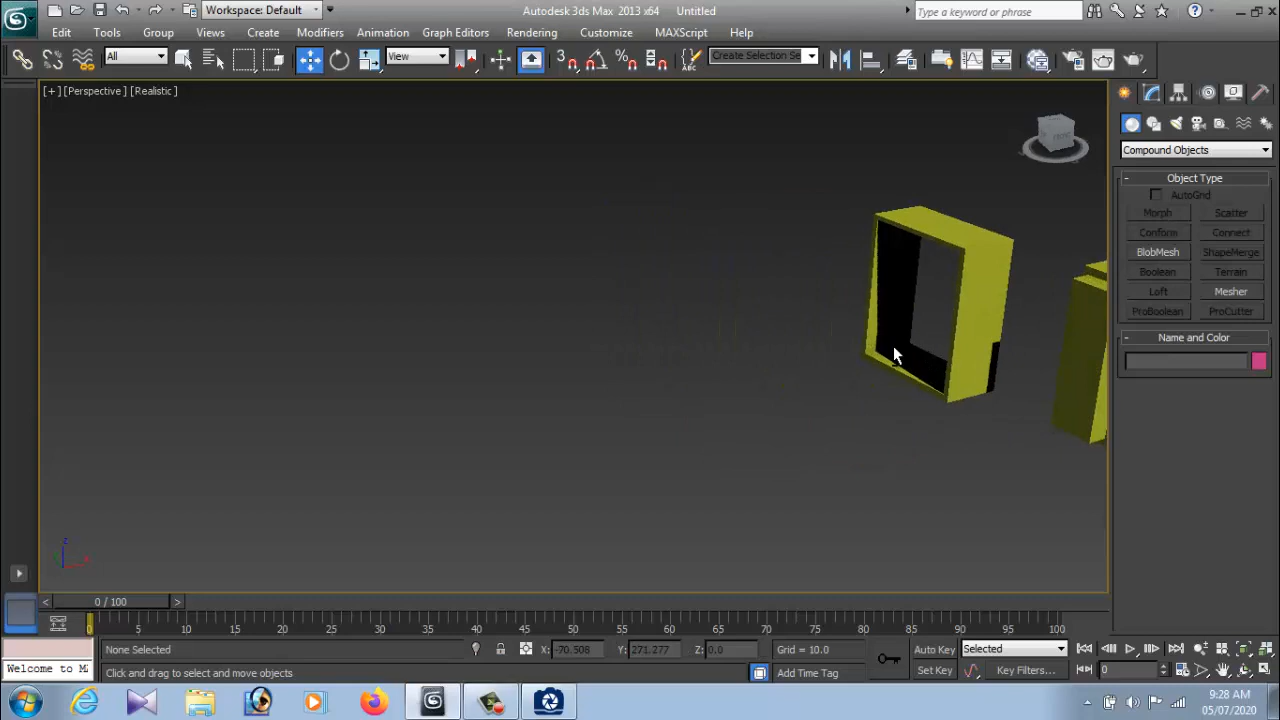 Workspace: Default
Autodesk 3ds Max 2013 x64
Untitled
Type a keyword or phrase
Edit
Tools
Group
Views
Create
Modifiers
Animation
Graph Editors
Rendering
Customize
MAXScript
Help
All
View
Create Selection Se
[+] [Perspective] [Realistic]
Compound Objects
- Object Type
AutoGrid
Morph
Scatter
Conform
Connect
BlobMesh
ShapeMerge
Boolean
Terrain
Loft
Mesher
ProBoolean
ProCutter
- Name and Color
z
x
< 0 / 100 >
0 5 10 15 20 25 30 35 40 45 50 55 60 65 70 75 80 85 90 95 100
None Selected
X: -70.508
Y: 271.277
Z: 0.0
Grid = 10.0
Auto Key
Selected
Welcome to M
Click and drag to select and move objects
Add Time Tag
Set Key
Key Filters...
0
9:28 AM
05/07/2020